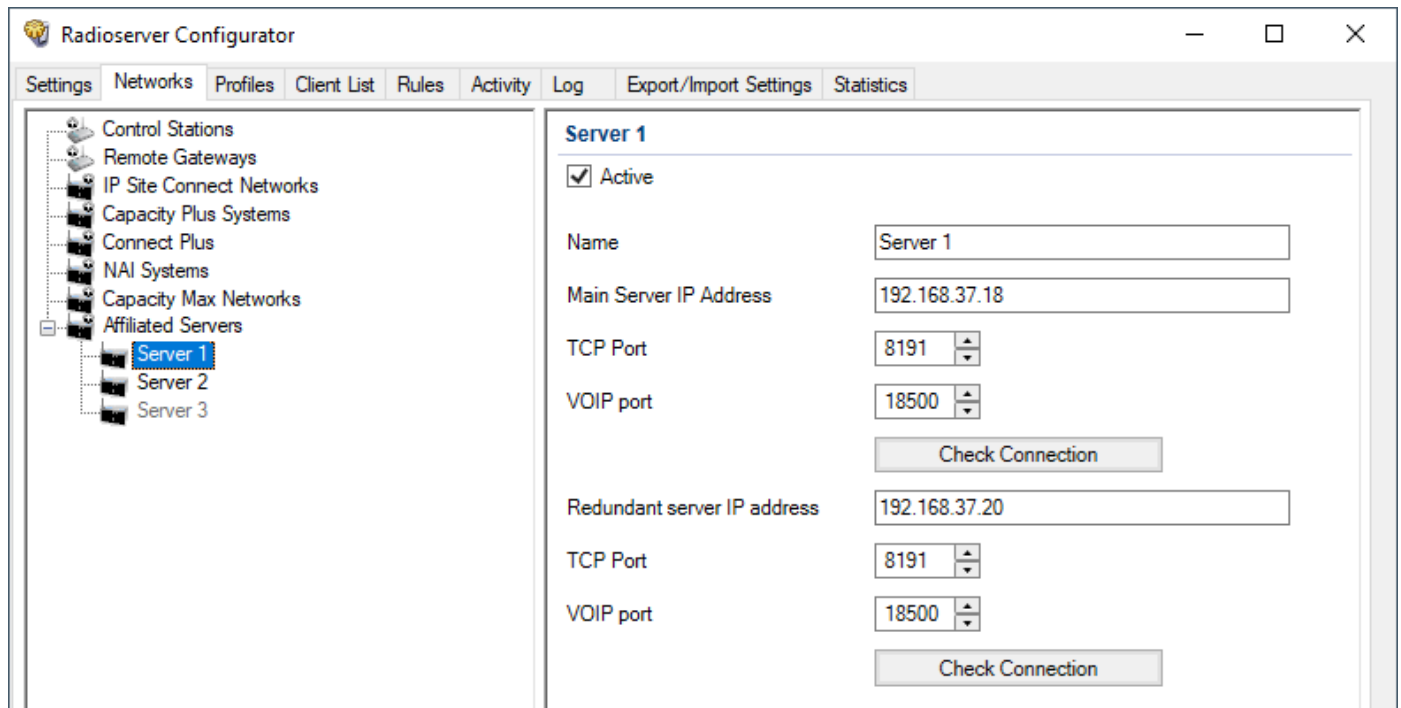 Radioserver Configurator
Settings Networks Profiles Client List Rules Activity Log Export/Import Settings Statistics
Control Stations
Remote Gateways
IP Site Connect Networks
Capacity Plus Systems
Connect Plus
NAI Systems
Capacity Max Networks
Affiliated Servers
Server 1
Server 2
Server 3
Server 1
Active
Name Server 1
Main Server IP Address 192.168.37.18
TCP Port 8191
VOIP port 18500
Check Connection
Redundant server IP address 192.168.37.20
TCP Port 8191
VOIP port 18500
Check Connection